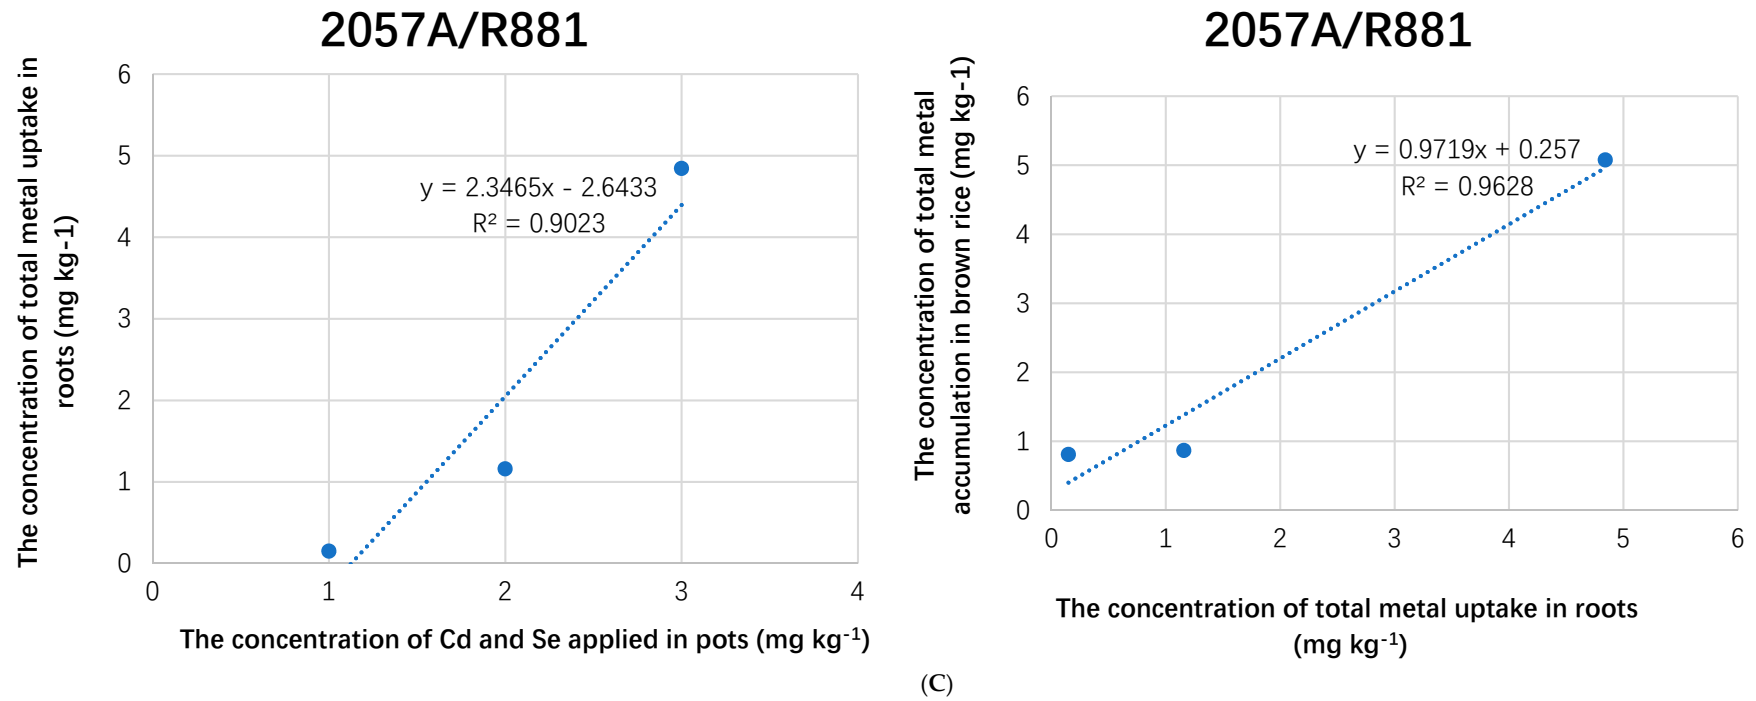 2057A/R881
The concentration of total metal uptake in
roots (mg kg-1)
6
5
4
3
2
1
0
y = 2.3465x - 2.6433
R² = 0.9023
0 1 2 3 4
The concentration of Cd and Se applied in pots (mg kg⁻¹)
2057A/R881
The concentration of total metal
accumulation in brown rice (mg kg-1)
6
5
4
3
2
1
0
y = 0.9719x + 0.257
R² = 0.9628
0 1 2 3 4 5 6
The concentration of total metal uptake in roots
(mg kg⁻¹)
(C)